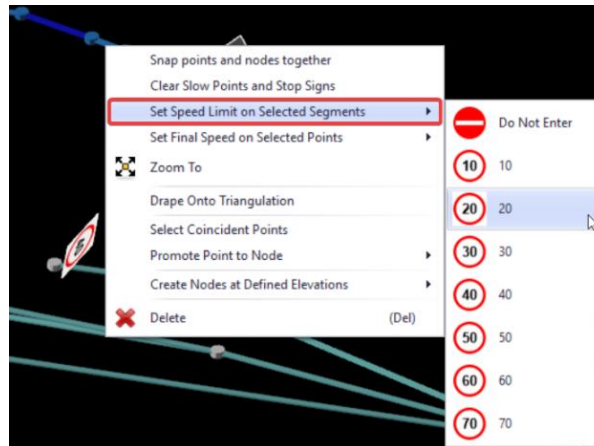 Snap points and nodes together
Clear Slow Points and Stop Signs
Set Speed Limit on Selected Segments
Set Final Speed on Selected Points
Zoom To
Drape Onto Triangulation
Select Coincident Points
Promote Point to Node
Create Nodes at Defined Elevations
Delete (Del)
Do Not Enter
10 10
20 20
30 30
40 40
50 50
60 60
70 70